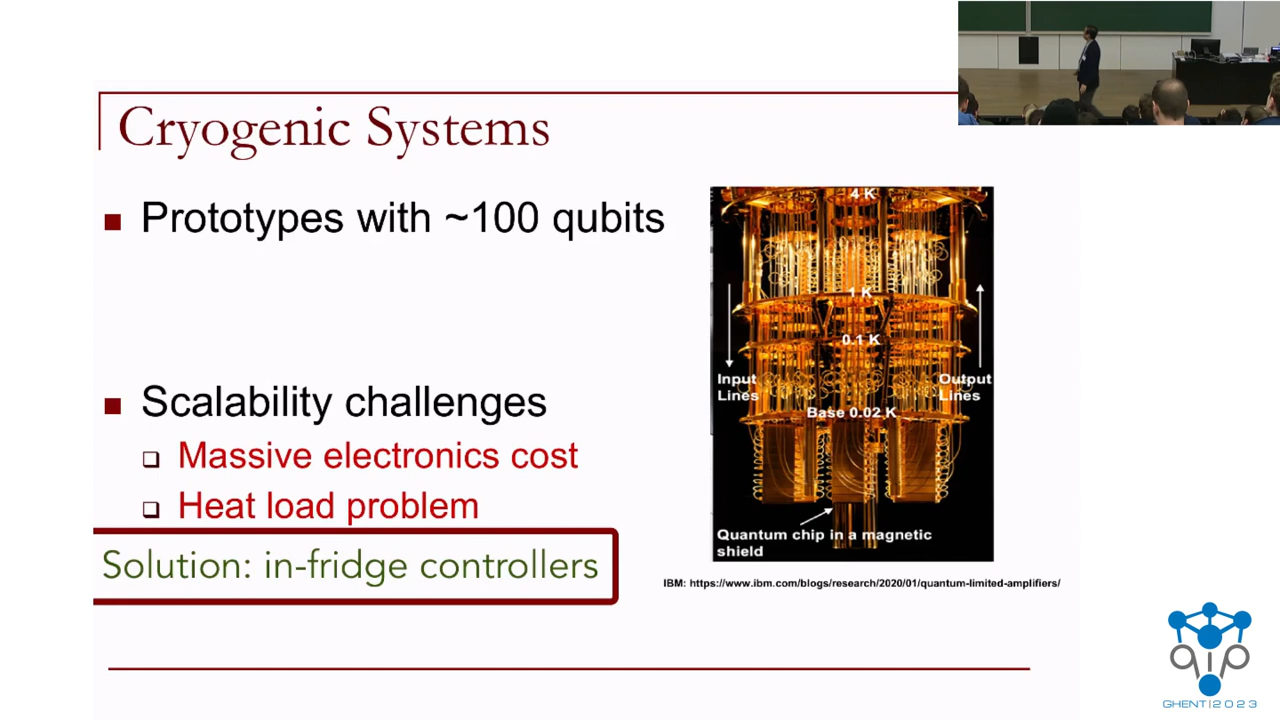 Cryogenic Systems
Prototypes with ~100 qubits
Scalability challenges
Massive electronics cost
Heat load problem
Solution: in-fridge controllers
4 K
1 K
0.1 K
Input
Lines
Output
Lines
Base 0.02 K
Quantum chip in a magnetic
shield
IBM: https://www.ibm.com/blogs/research/2020/01/quantum-limited-amplifiers/
qip
GHENT|2023